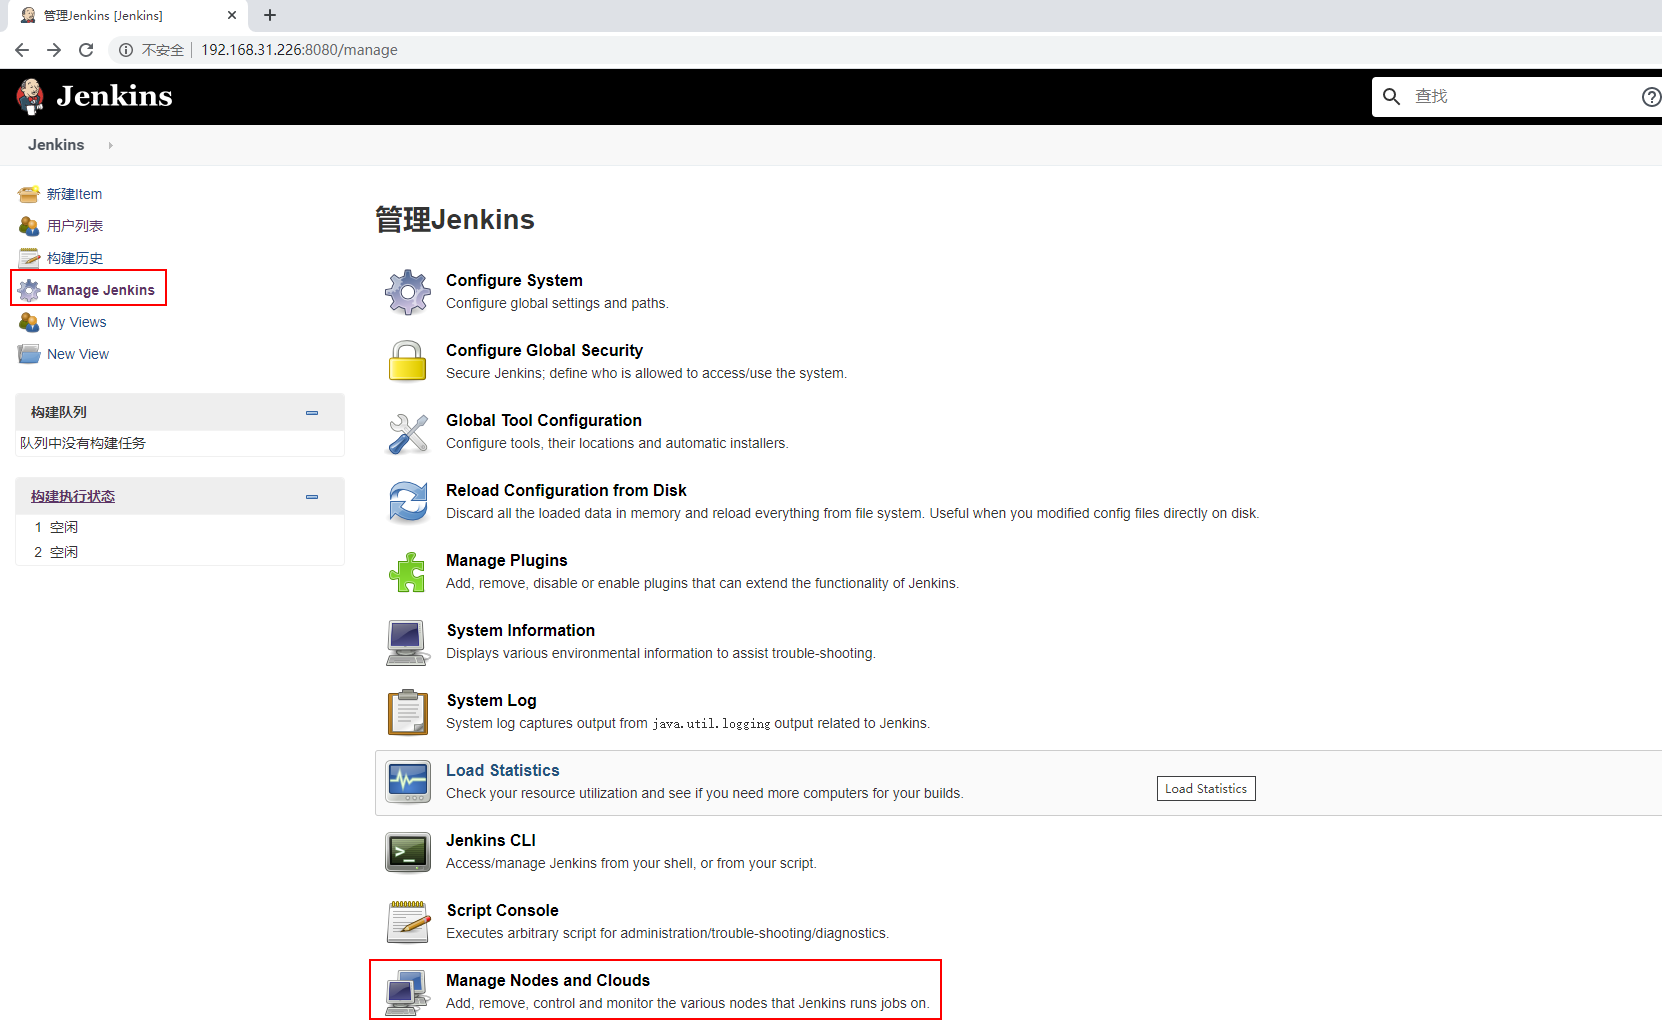 管理Jenkins [Jenkins]
不安全 192.168.31.226:8080/manage
Jenkins
查找
Jenkins
新建Item
用户列表
构建历史
Manage Jenkins
My Views
New View
构建队列
队列中没有构建任务
构建执行状态
1 空闲
2 空闲
管理Jenkins
Configure System
Configure global settings and paths.
Configure Global Security
Secure Jenkins; define who is allowed to access/use the system.
Global Tool Configuration
Configure tools, their locations and automatic installers.
Reload Configuration from Disk
Discard all the loaded data in memory and reload everything from file system. Useful when you modified config files directly on disk.
Manage Plugins
Add, remove, disable or enable plugins that can extend the functionality of Jenkins.
System Information
Displays various environmental information to assist trouble-shooting.
System Log
System log captures output from java.util.logging output related to Jenkins.
Load Statistics
Check your resource utilization and see if you need more computers for your builds.
Load Statistics
Jenkins CLI
Access/manage Jenkins from your shell, or from your script.
Script Console
Executes arbitrary script for administration/trouble-shooting/diagnostics.
Manage Nodes and Clouds
Add, remove, control and monitor the various nodes that Jenkins runs jobs on.